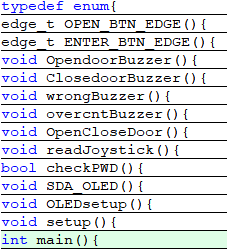 typedef enum{
edge_t OPEN_BTN_EDGE(){
edge_t ENTER_BTN_EDGE(){
void OpendoorBuzzer(){
void ClosedoorBuzzer(){
void wrongBuzzer(){
void overcntBuzzer(){
void OpenCloseDoor(){
void readJoystick(){
bool checkPWD(){
void SDA_OLED(){
void OLEDsetup(){
void setup(){
int main(){